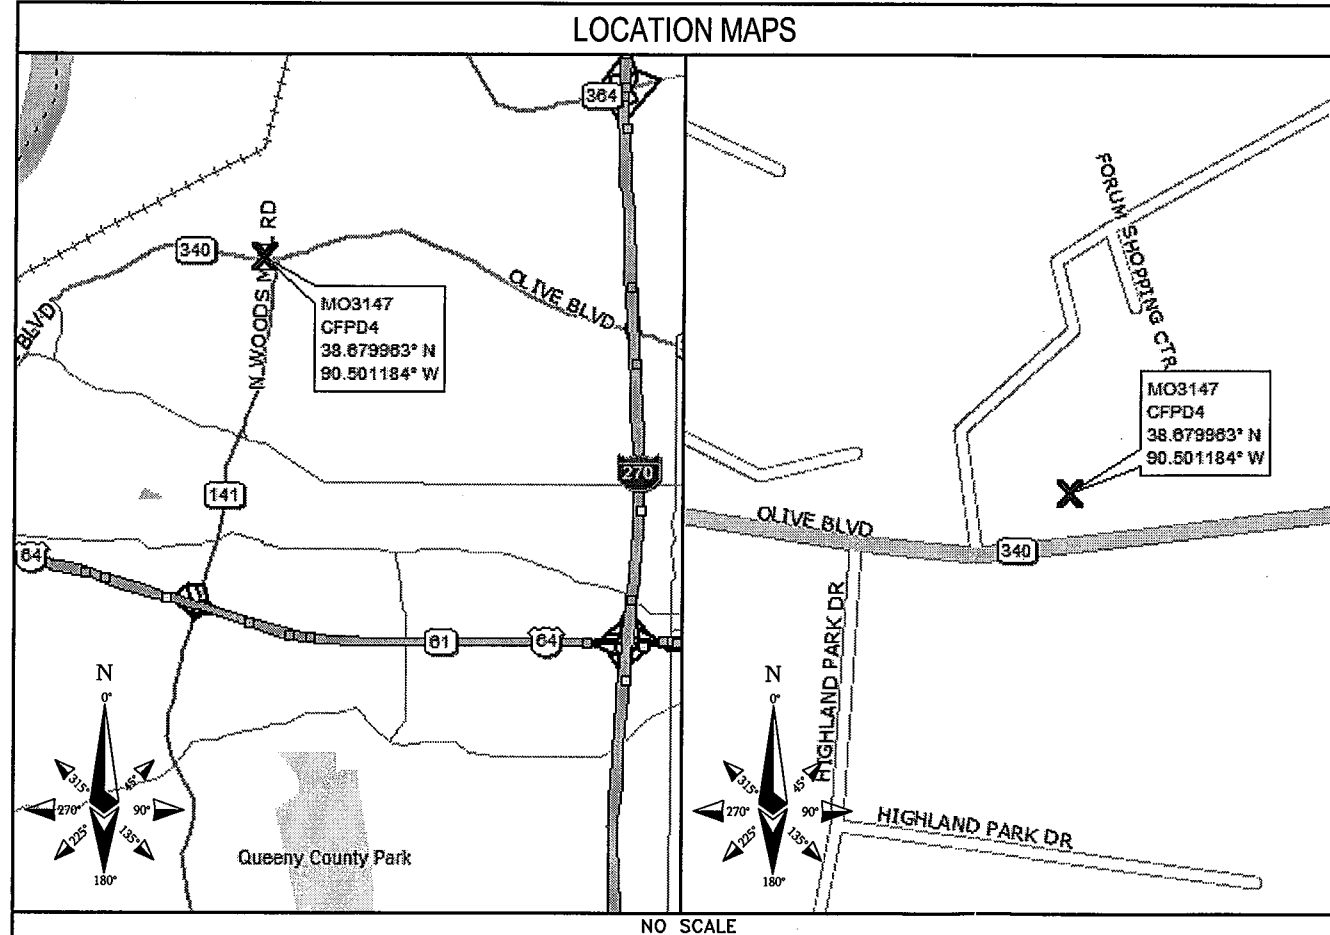 LOCATION MAPS
364
340
RD
N WOODS M L
OLIVE BLVD
BLVD
MO3147
CFPD4
38.679963° N
90.501184° W
270
141
64
61
64
N
0°
315°
45°
270°
90°
225°
135°
180°
Queeny County Park
FORUM SHOPPING CTR
MO3147
CFPD4
38.679963° N
90.501184° W
OLIVE BLVD
340
HIGHLAND PARK DR
HIGHLAND PARK DR
N
0°
315°
45°
270°
90°
225°
135°
180°
NO SCALE